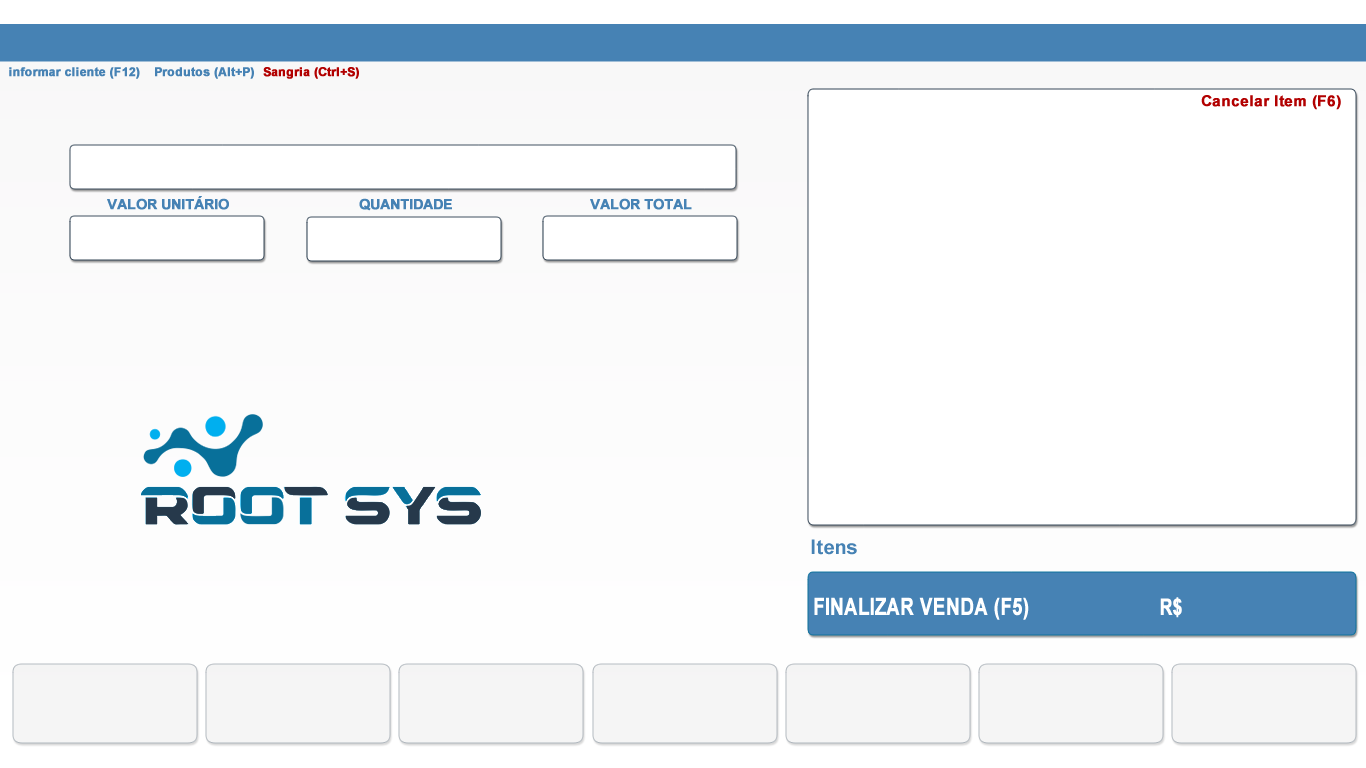 informar cliente (F12) Produtos (Alt+P) Sangria (Ctrl+S)
Cancelar Item (F6)
VALOR UNITÁRIO QUANTIDADE VALOR TOTAL
ROOT SYS
Itens
FINALIZAR VENDA (F5) R$